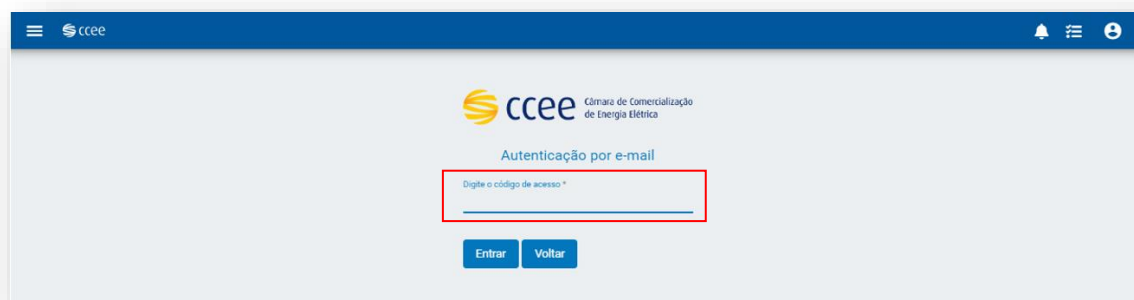 ccee
ccee Câmara de Comercialização
de Energia Elétrica
Autenticação por e-mail
Digite o código de acesso *
Entrar Voltar